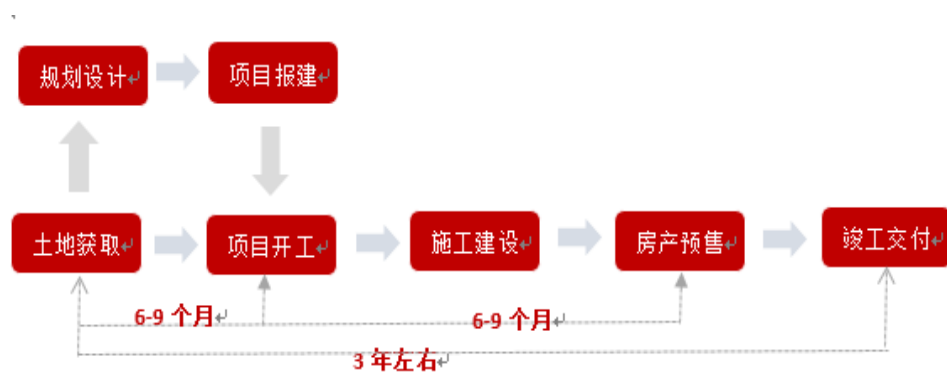 规划设计
项目报建
土地获取
项目开工
施工建设
房产预售
竣工交付
6-9 个月
6-9 个月
3 年左右